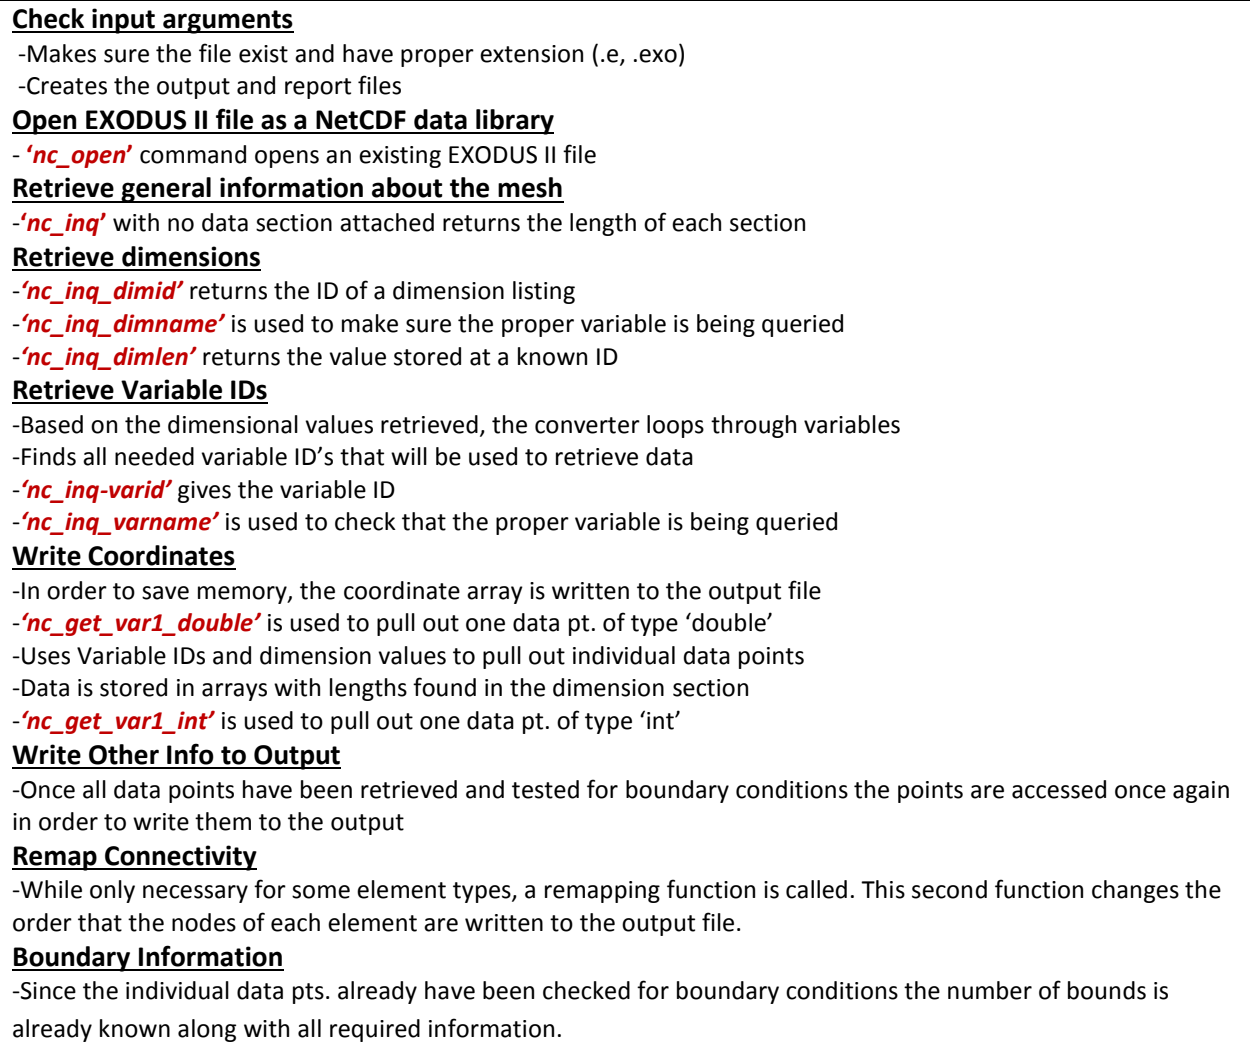 Check input arguments
-Makes sure the file exist and have proper extension (.e, .exo)
-Creates the output and report files
Open EXODUS II file as a NetCDF data library
- ‘nc_open’ command opens an existing EXODUS II file
Retrieve general information about the mesh
-‘nc_inq’ with no data section attached returns the length of each section
Retrieve dimensions
-‘nc_inq_dimid’ returns the ID of a dimension listing
-‘nc_inq_dimname’ is used to make sure the proper variable is being queried
-‘nc_inq_dimlen’ returns the value stored at a known ID
Retrieve Variable IDs
-Based on the dimensional values retrieved, the converter loops through variables
-Finds all needed variable ID’s that will be used to retrieve data
-‘nc_inq-varid’ gives the variable ID
-‘nc_inq_varname’ is used to check that the proper variable is being queried
Write Coordinates
-In order to save memory, the coordinate array is written to the output file
-‘nc_get_var1_double’ is used to pull out one data pt. of type ‘double’
-Uses Variable IDs and dimension values to pull out individual data points
-Data is stored in arrays with lengths found in the dimension section
-‘nc_get_var1_int’ is used to pull out one data pt. of type ‘int’
Write Other Info to Output
-Once all data points have been retrieved and tested for boundary conditions the points are accessed once again
in order to write them to the output
Remap Connectivity
-While only necessary for some element types, a remapping function is called. This second function changes the
order that the nodes of each element are written to the output file.
Boundary Information
-Since the individual data pts. already have been checked for boundary conditions the number of bounds is
already known along with all required information.